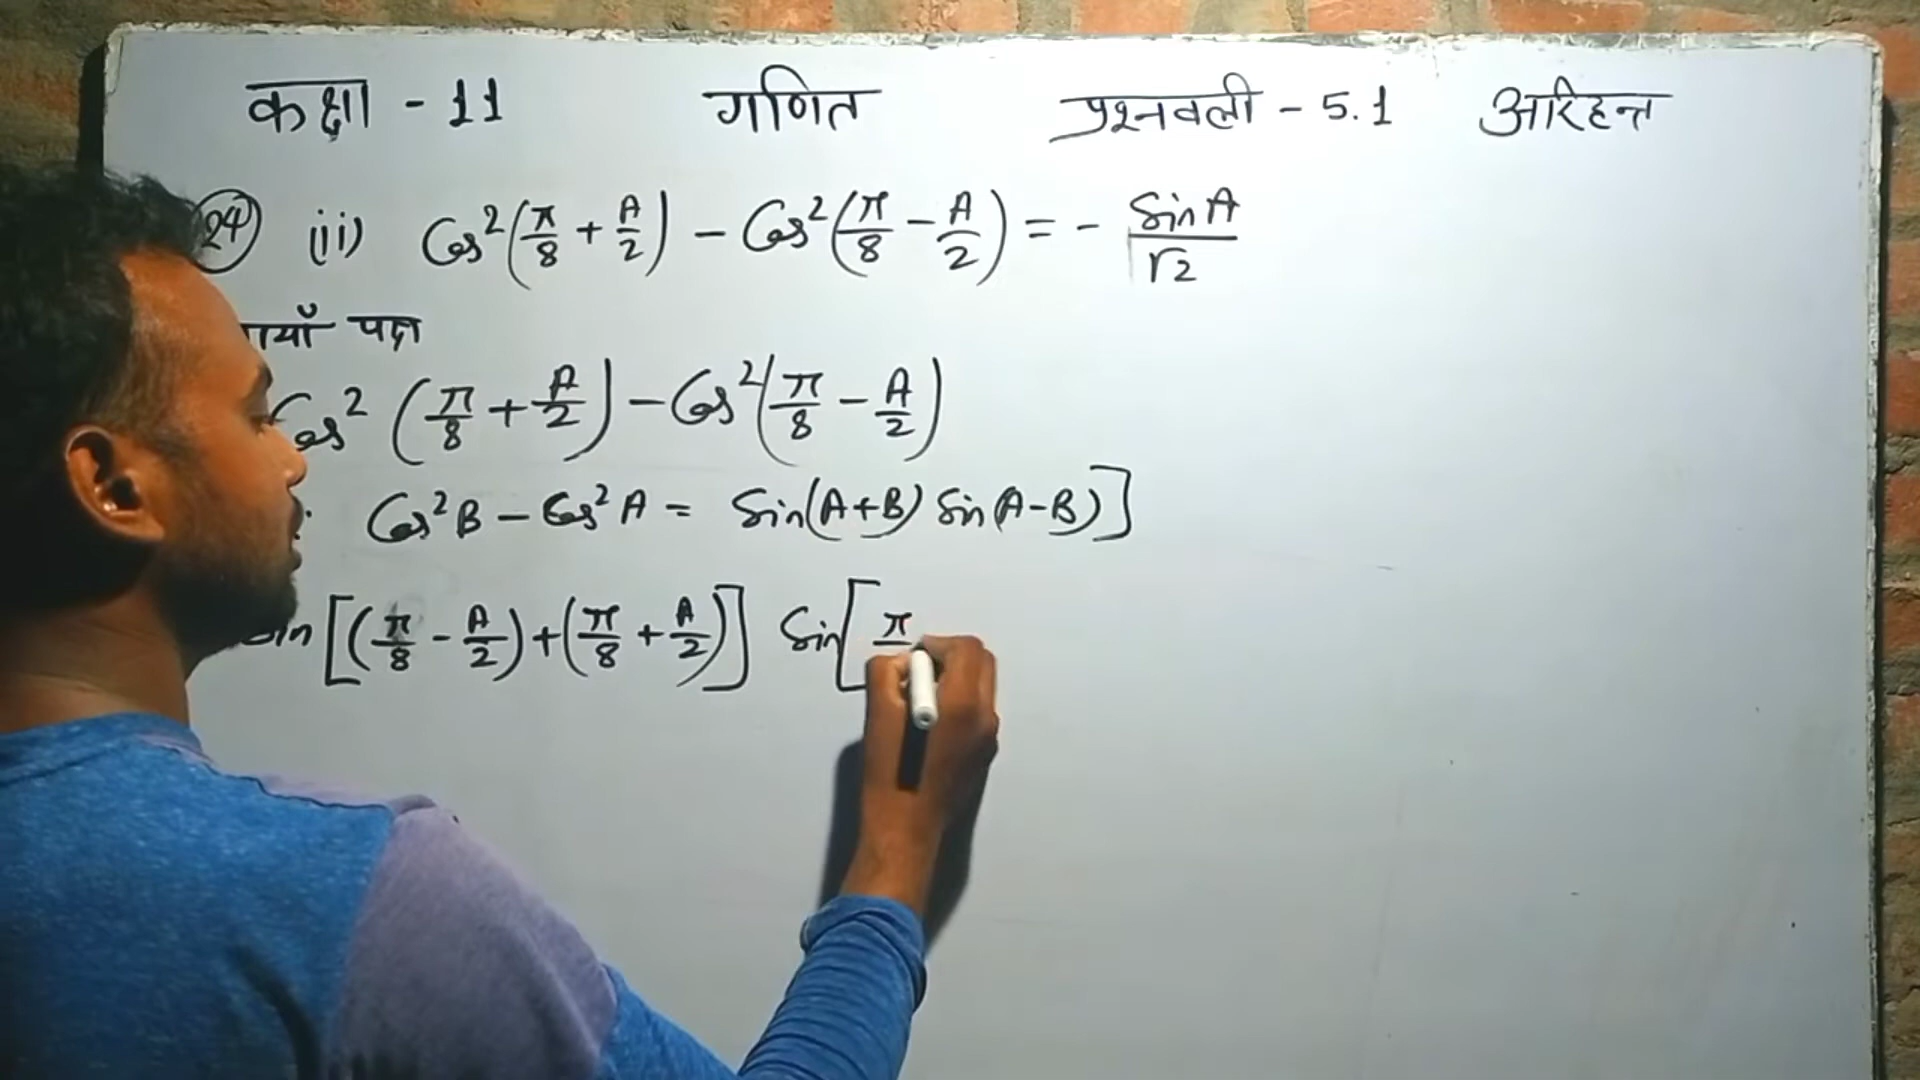 कक्षा - 11 गणित प्रश्नवली - 5.1 अरिहन्त
24 (ii) Cos²(π/8 + A/2) - Cos²(π/8 - A/2) = - Sin A/√2
पक्ष
Cos² (π/8 + A/2) - Cos²(π/8 - A/2)
Cos²B - Cos²A = Sin(A+B) Sin(A-B)]
[(π/8 - A/2) + (π/8 + A/2)] Sin[π